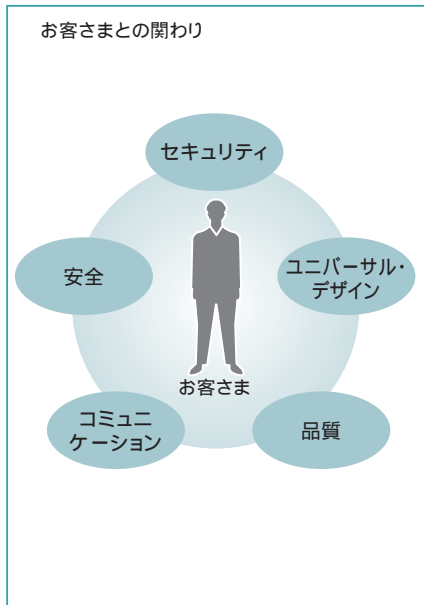 お客さまとの関わり
セキュリティ
安全
ユニバーサル・
デザイン
お客さま
コミュニ
ケーション
品質